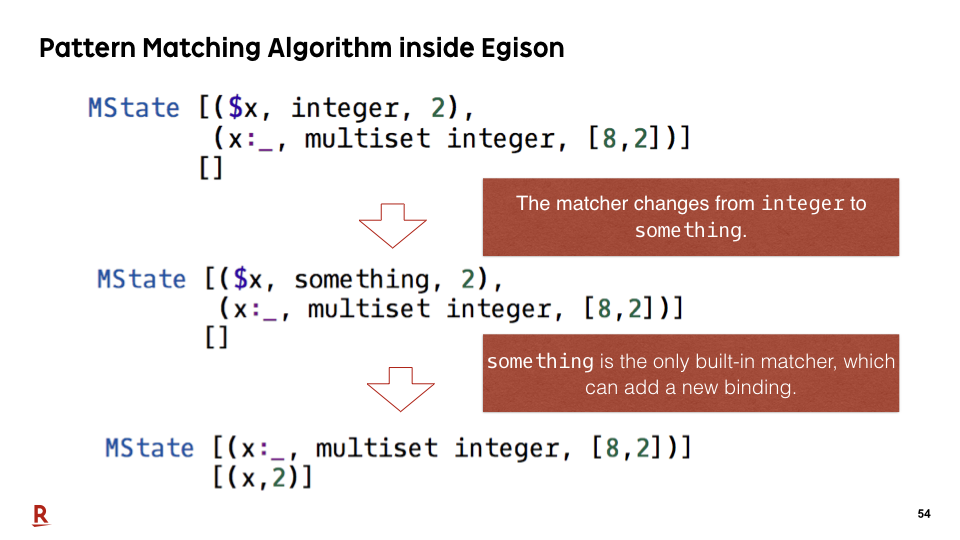 Pattern Matching Algorithm inside Egison
MState [($x, integer, 2),
(x:_, multiset integer, [8,2])]
[]
The matcher changes from integer to
something.
MState [($x, something, 2),
(x:_, multiset integer, [8,2])]
[]
something is the only built-in matcher, which
can add a new binding.
MState [(x:_, multiset integer, [8,2])]
[(x,2)]
R
54